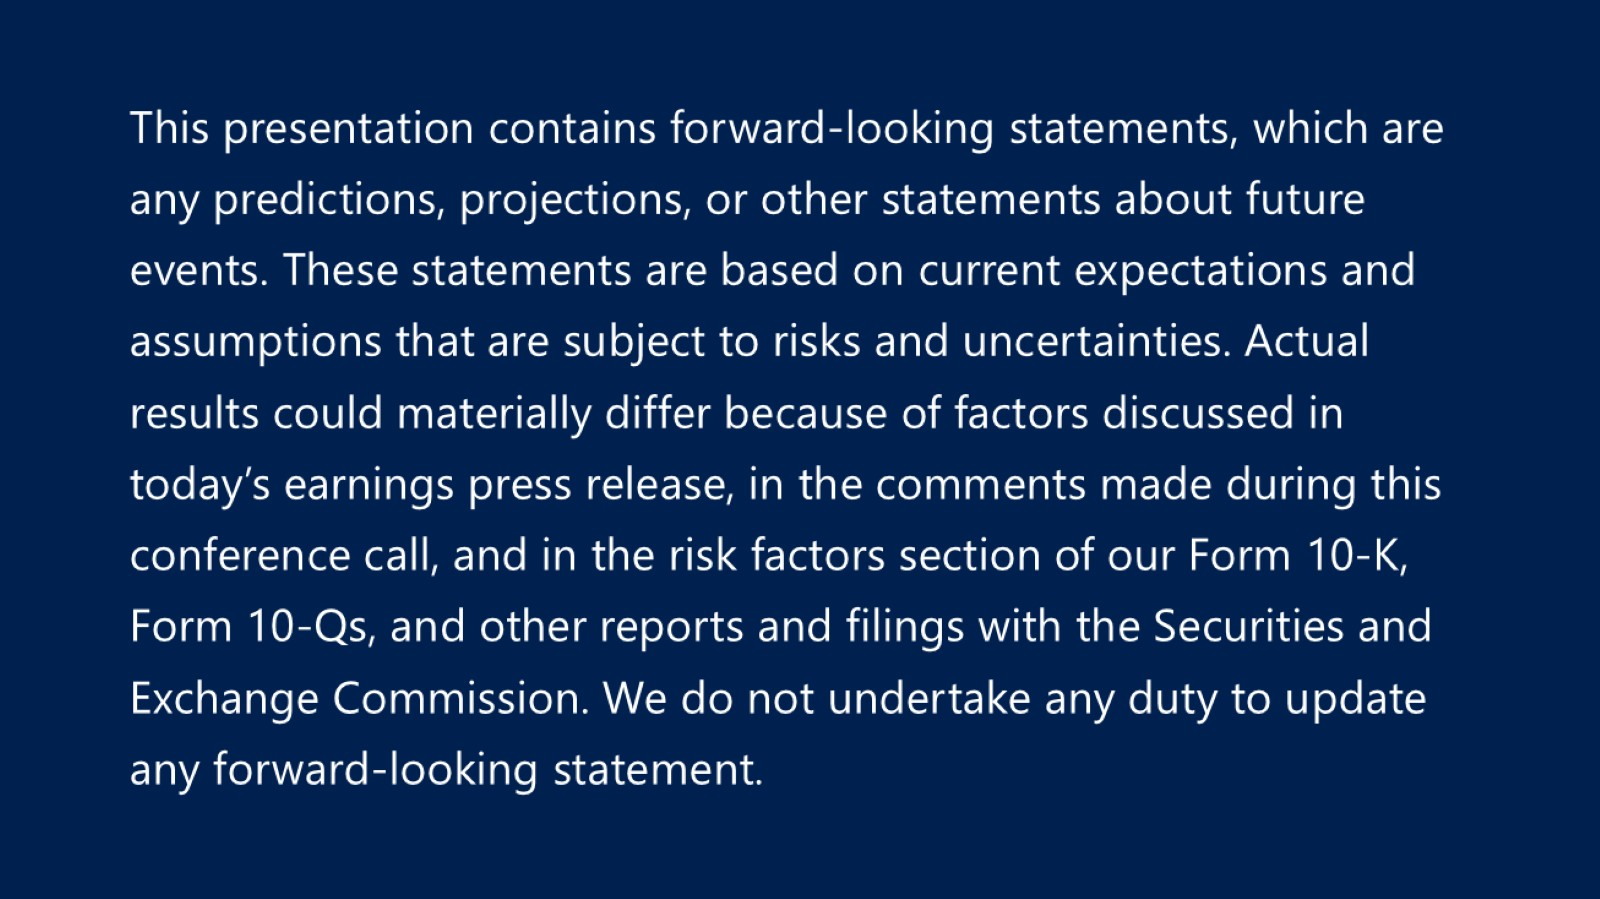 This presentation contains forward-looking statements, which are
any predictions, projections, or other statements about future
events. These statements are based on current expectations and
assumptions that are subject to risks and uncertainties. Actual
results could materially differ because of factors discussed in
today’s earnings press release, in the comments made during this
conference call, and in the risk factors section of our Form 10-K,
Form 10-Qs, and other reports and filings with the Securities and
Exchange Commission. We do not undertake any duty to update
any forward-looking statement.